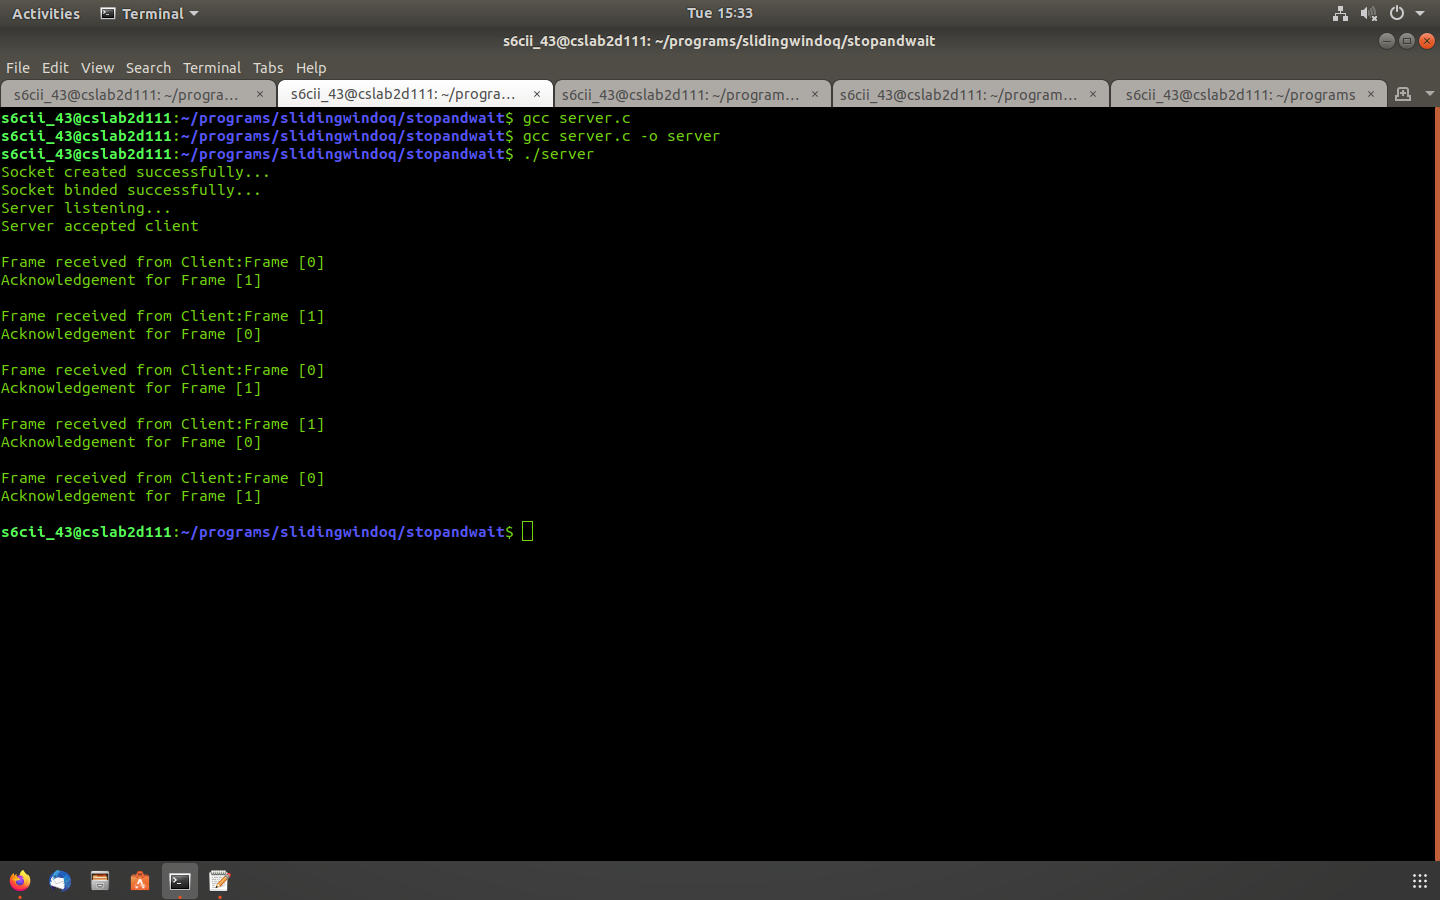 Activities Terminal Tue 15:33
s6cii_43@cslab2d111: ~/programs/slidingwindoq/stopandwait
File Edit View Search Terminal Tabs Help
s6cii_43@cslab2d111: ~/progra... × s6cii_43@cslab2d111: ~/progra... × s6cii_43@cslab2d111: ~/program... × s6cii_43@cslab2d111: ~/program... × s6cii_43@cslab2d111: ~/programs ×
s6cii_43@cslab2d111:~/programs/slidingwindoq/stopandwait$ gcc server.c
s6cii_43@cslab2d111:~/programs/slidingwindoq/stopandwait$ gcc server.c -o server
s6cii_43@cslab2d111:~/programs/slidingwindoq/stopandwait$ ./server
Socket created successfully...
Socket binded successfully...
Server listening...
Server accepted client
Frame received from Client:Frame [0]
Acknowledgement for Frame [1]
Frame received from Client:Frame [1]
Acknowledgement for Frame [0]
Frame received from Client:Frame [0]
Acknowledgement for Frame [1]
Frame received from Client:Frame [1]
Acknowledgement for Frame [0]
Frame received from Client:Frame [0]
Acknowledgement for Frame [1]
s6cii_43@cslab2d111:~/programs/slidingwindoq/stopandwait$